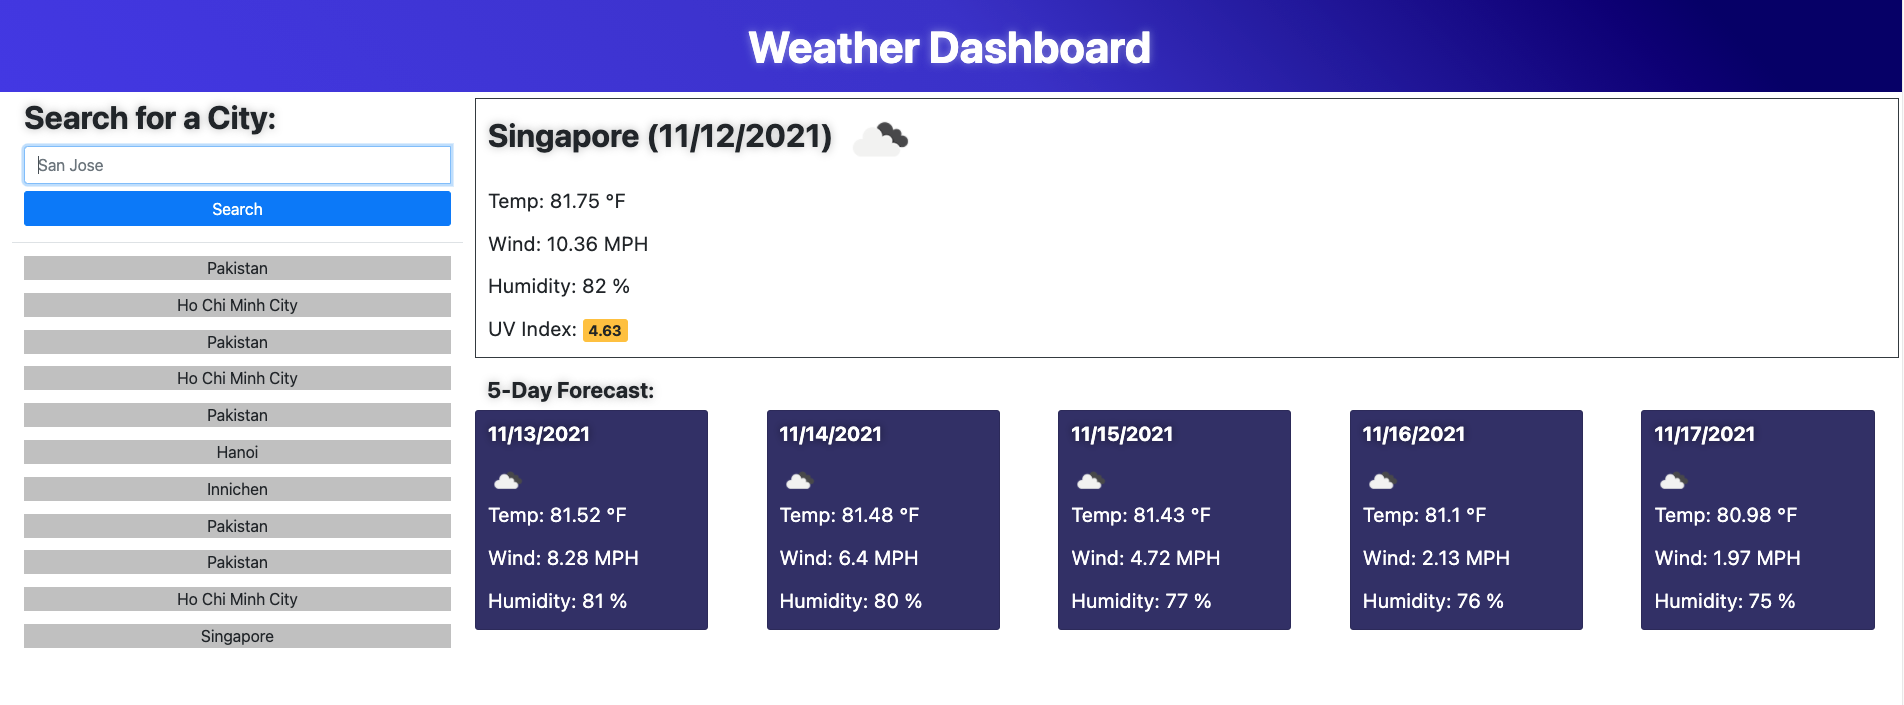 Weather Dashboard
Search for a City:
San Jose
Search
Pakistan
Ho Chi Minh City
Pakistan
Ho Chi Minh City
Pakistan
Hanoi
Innichen
Pakistan
Pakistan
Ho Chi Minh City
Singapore
Singapore (11/12/2021)
Temp: 81.75 °F
Wind: 10.36 MPH
Humidity: 82 %
UV Index: 4.63
5-Day Forecast:
11/13/2021
Temp: 81.52 °F
Wind: 8.28 MPH
Humidity: 81 %
11/14/2021
Temp: 81.48 °F
Wind: 6.4 MPH
Humidity: 80 %
11/15/2021
Temp: 81.43 °F
Wind: 4.72 MPH
Humidity: 77 %
11/16/2021
Temp: 81.1 °F
Wind: 2.13 MPH
Humidity: 76 %
11/17/2021
Temp: 80.98 °F
Wind: 1.97 MPH
Humidity: 75 %